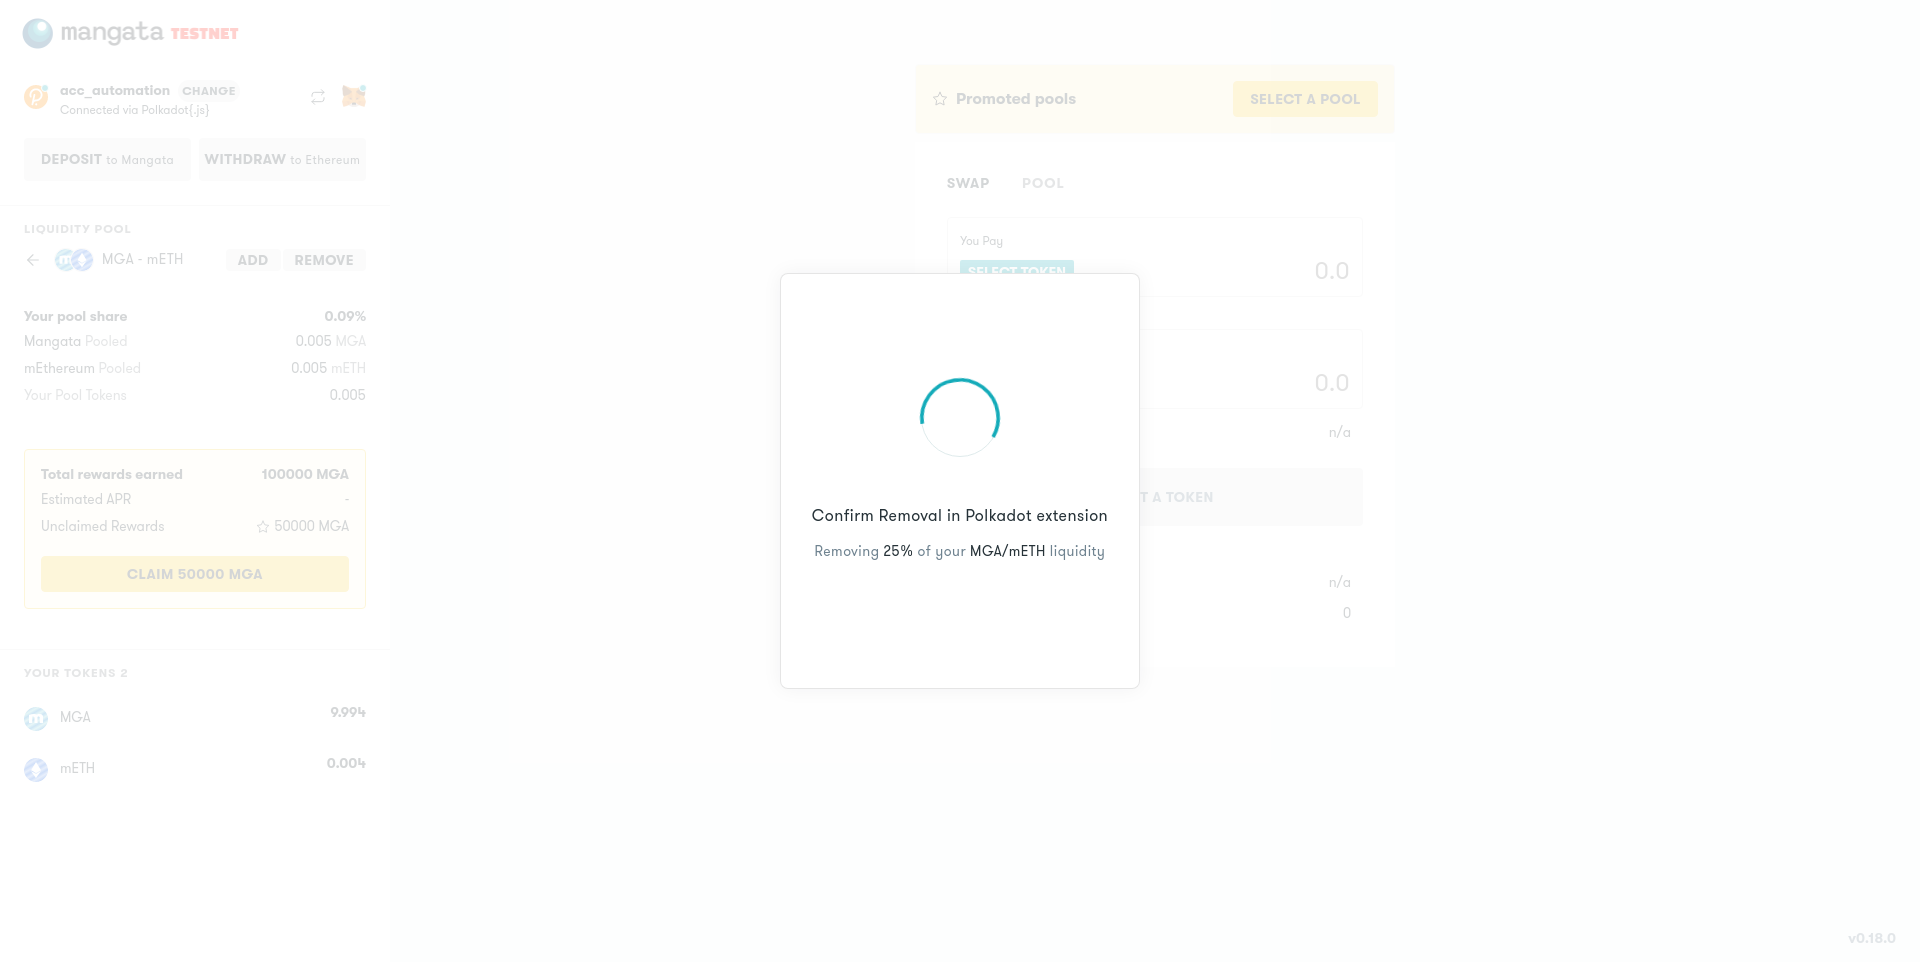 mangata TESTNET
acc_automation CHANGE
Connected via Polkadot{.js}
DEPOSIT to Mangata WITHDRAW to Ethereum
LIQUIDITY POOL
MGA - mETH ADD REMOVE
Your pool share 0.09%
Mangata Pooled 0.005 MGA
mEthereum Pooled 0.005 mETH
Your Pool Tokens 0.005
Total rewards earned 100000 MGA
Estimated APR -
Unclaimed Rewards 50000 MGA
CLAIM 50000 MGA
YOUR TOKENS 2
MGA 9.994
mETH 0.004
Promoted pools SELECT A POOL
SWAP POOL
You Pay
SELECT TOKEN 0.0
0.0
n/a
T A TOKEN
n/a
0
Confirm Removal in Polkadot extension
Removing 25% of your MGA/mETH liquidity
v0.18.0